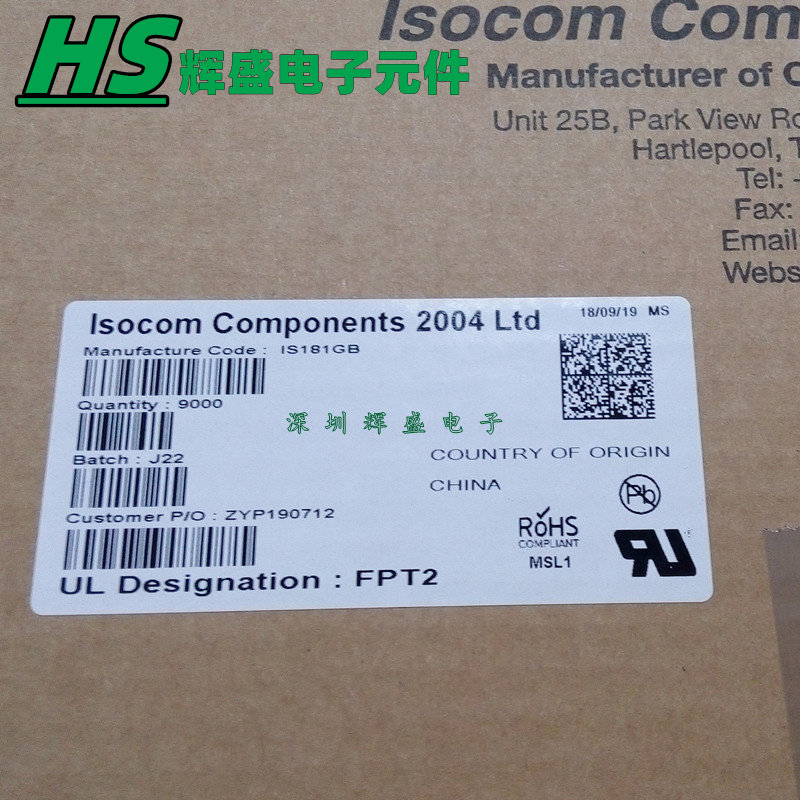 HS 辉盛电子元件
Isocom Com
Manufacturer of
Unit 25B, Park View
Hartlepool,
Tel:
Fax:
Email
Webs
Isocom Components 2004 Ltd
18/09/19 MS
Manufacture Code : IS181GB
Quantity : 9000
深圳辉盛电子
Batch : J22
COUNTRY OF ORIGIN
CHINA
Pb
Customer P/O : ZYP190712
RoHS
COMPLIANT
MSL1
UL Designation : FPT2